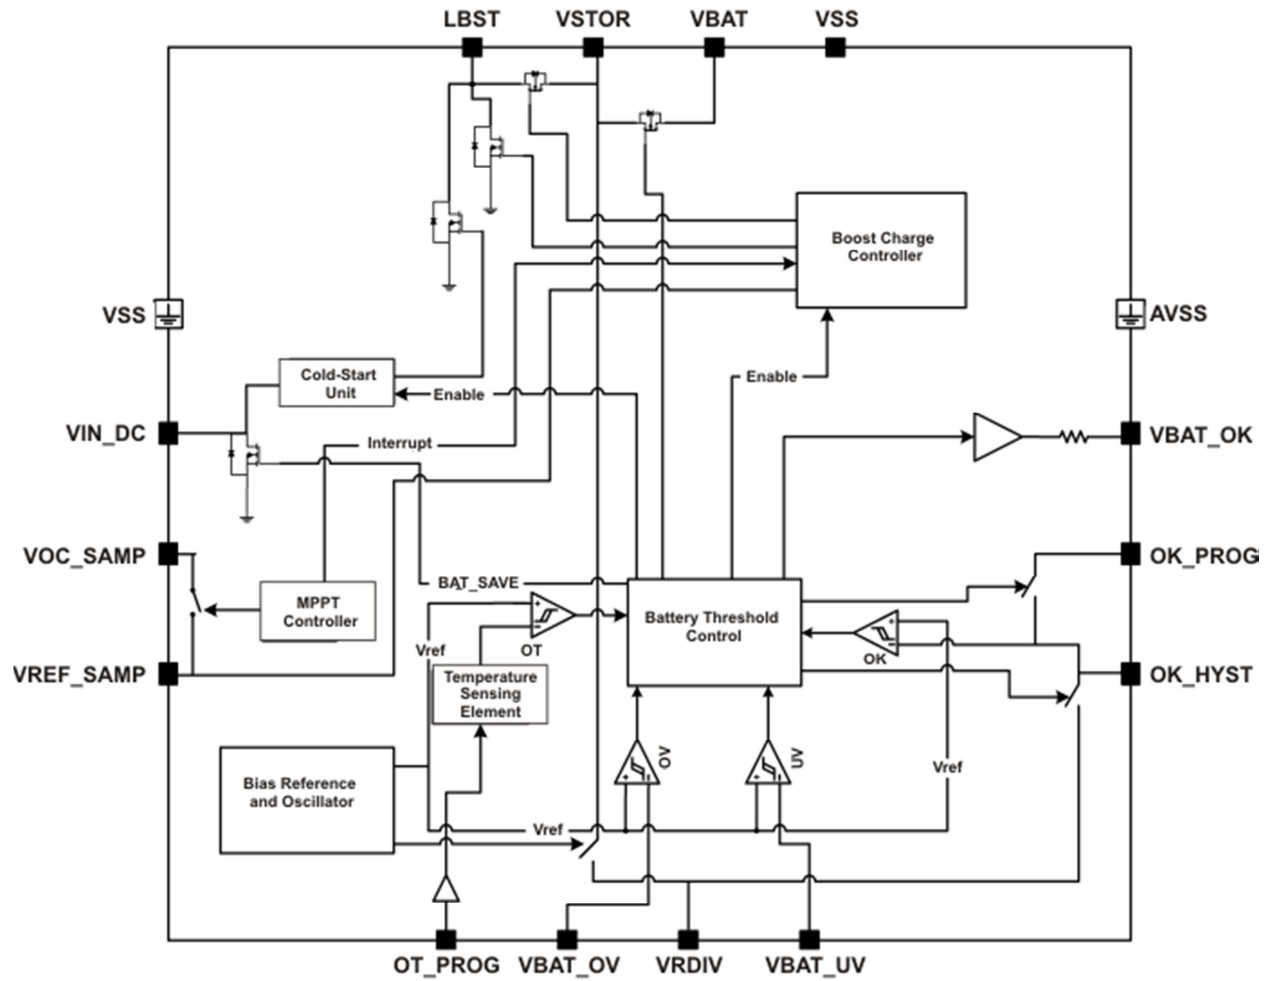 LBST VSTOR VBAT VSS
Boost Charge
Controller
VSS
AVSS
Cold-Start
Unit
Enable
Enable
VIN_DC
VBAT_OK
Interrupt
VOC_SAMP
OK_PROG
BAT_SAVE
MPPT
Controller
Battery Threshold
Control
+
-
OT
+
-
OK
Vref
VREF_SAMP
OK_HYST
Temperature
Sensing
Element
OV
UV
+ -
+ -
Vref
Bias Reference
and Oscillator
Vref
OT_PROG VBAT_OV VRDIV VBAT_UV